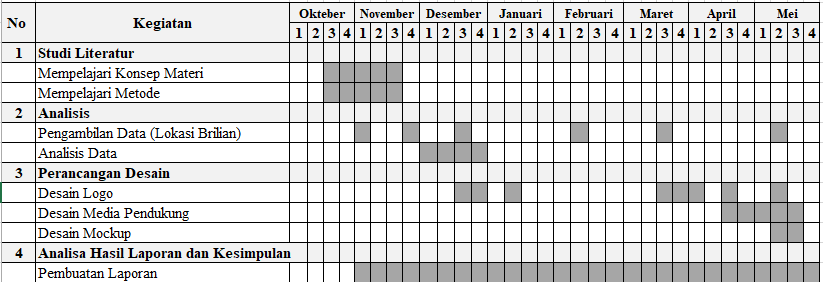 No Kegiatan Okteber November Desember Januari Februari Maret April Mei
1 2 3 4 1 2 3 4 1 2 3 4 1 2 3 4 1 2 3 4 1 2 3 4 1 2 3 4 1 2 3 4
1 Studi Literatur
Mempelajari Konsep Materi
Mempelajari Metode
2 Analisis
Pengambilan Data (Lokasi Brilian)
Analisis Data
3 Perancangan Desain
Desain Logo
Desain Media Pendukung
Desain Mockup
4 Analisa Hasil Laporan dan Kesimpulan
Pembuatan Laporan